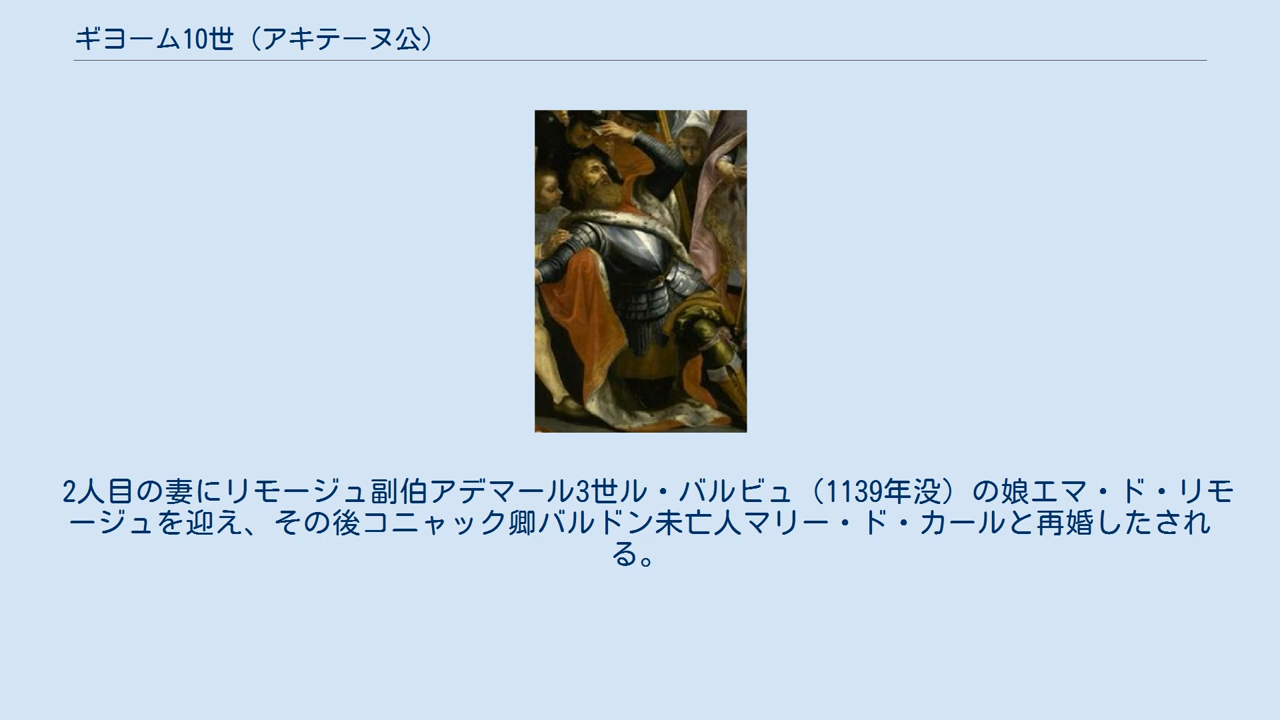 ギヨーム10世（アキテーヌ公）
2人目の妻にリモージュ副伯アデマール3世ル・バルビュ（1139年没）の娘エマ・ド・リモ
ージュを迎え、その後コニャック卿バルドン未亡人マリー・ド・カールと再婚したされ
る。